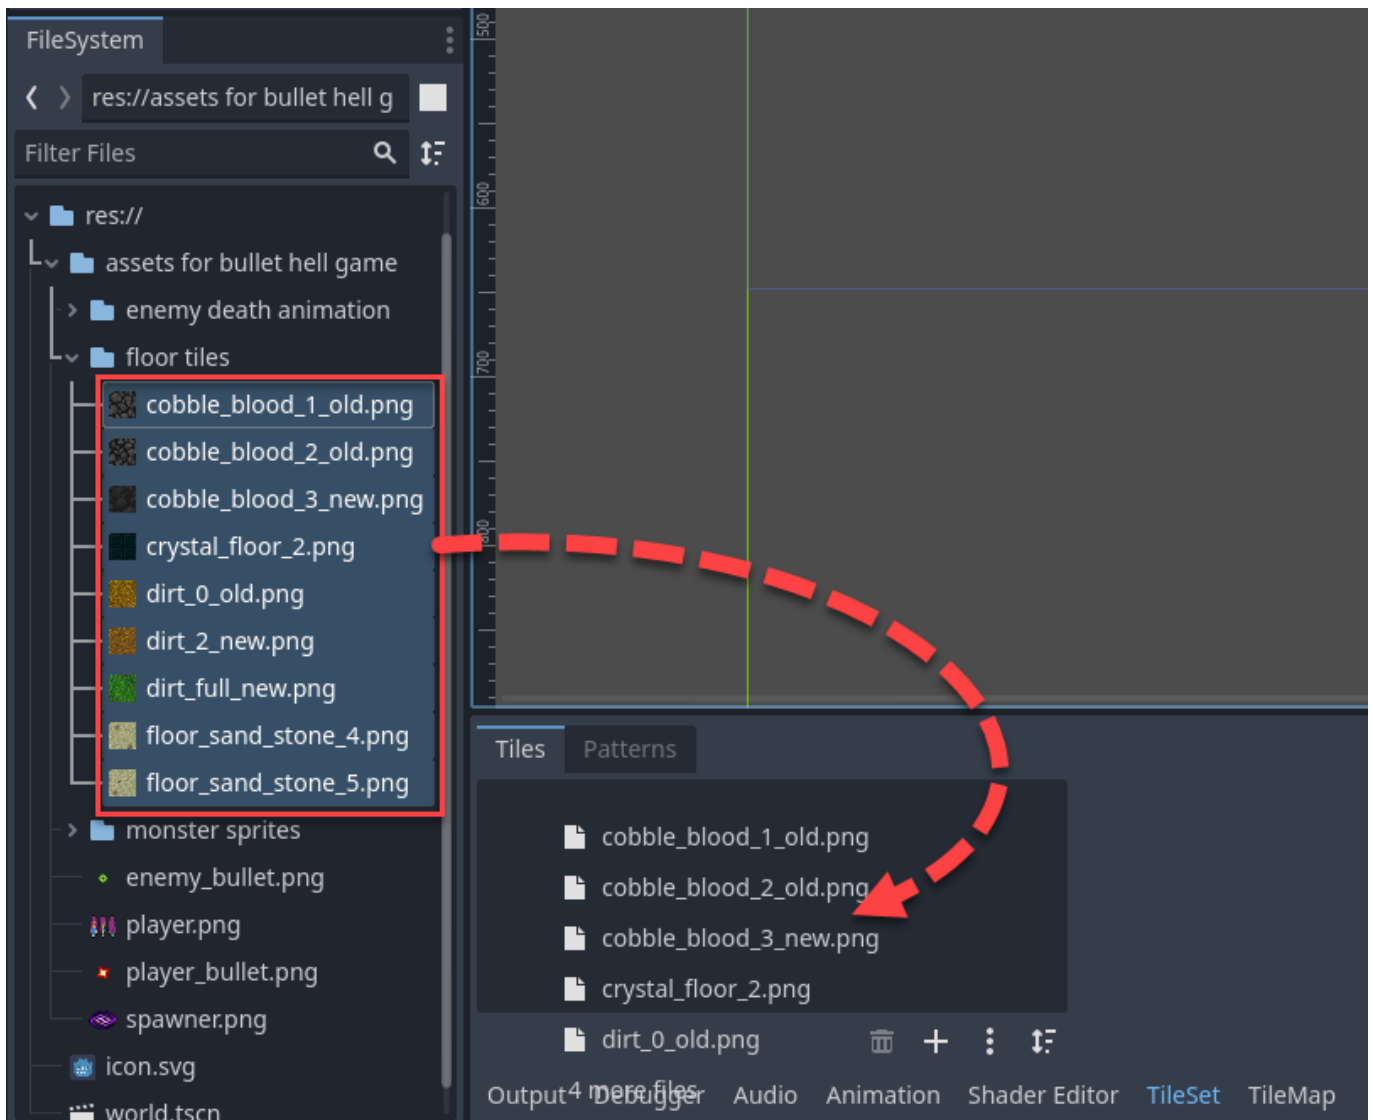 FileSystem
res://assets for bullet hell g
Filter Files
res://
assets for bullet hell game
enemy death animation
floor tiles
cobble_blood_1_old.png
cobble_blood_2_old.png
cobble_blood_3_new.png
crystal_floor_2.png
dirt_0_old.png
dirt_2_new.png
dirt_full_new.png
floor_sand_stone_4.png
floor_sand_stone_5.png
monster sprites
enemy_bullet.png
player.png
player_bullet.png
spawner.png
icon.svg
world.tscn
500
600
700
800
Tiles Patterns
cobble_blood_1_old.png
cobble_blood_2_old.png
cobble_blood_3_new.png
crystal_floor_2.png
dirt_0_old.png
4 more files
Output Debugger Audio Animation Shader Editor TileSet TileMap